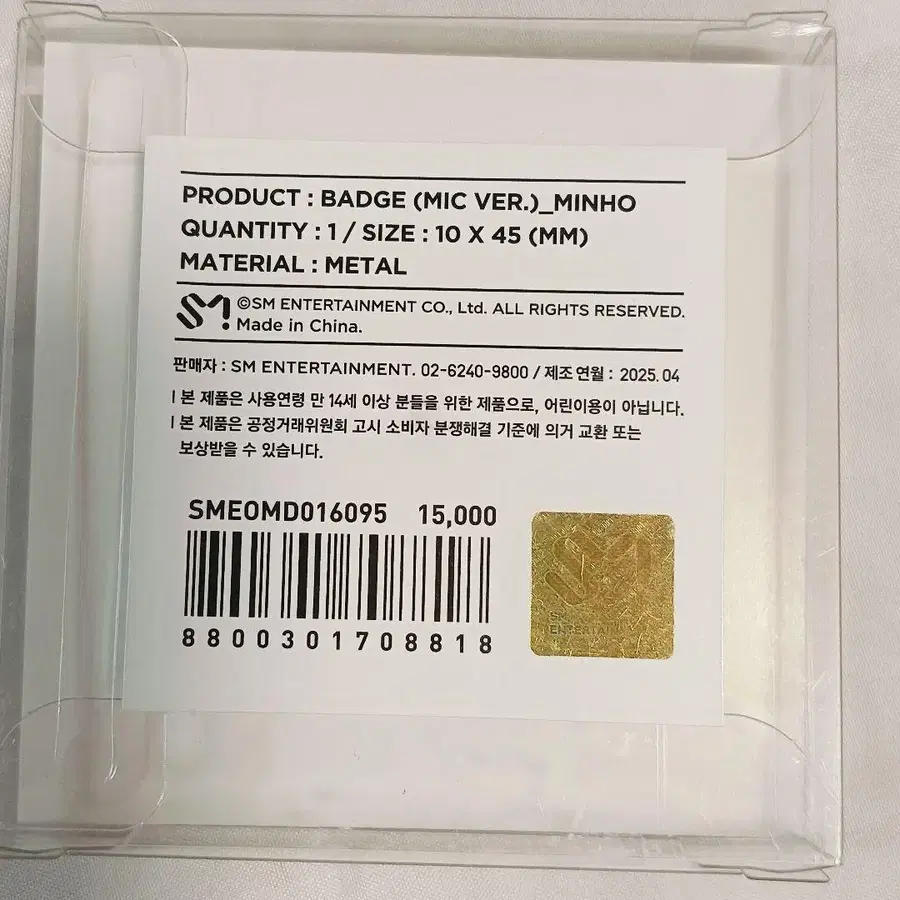 PRODUCT : BADGE (MIC VER.)_MINHO
QUANTITY : 1 / SIZE : 10 X 45 (MM)
MATERIAL : METAL
SM
©SM ENTERTAINMENT CO., Ltd. ALL RIGHTS RESERVED.
Made in China.
판매자 : SM ENTERTAINMENT. 02-6240-9800 / 제조연월 : 2025.04
l 본 제품은 사용연령 만 14세 이상 분들을 위한 제품으로, 어린이용이 아닙니다.
l 본 제품은 공정거래위원회 고시 소비자 분쟁해결 기준에 의거 교환 또는
보상받을 수 있습니다.
SMEOMD016095 15,000
8800301708818
SM